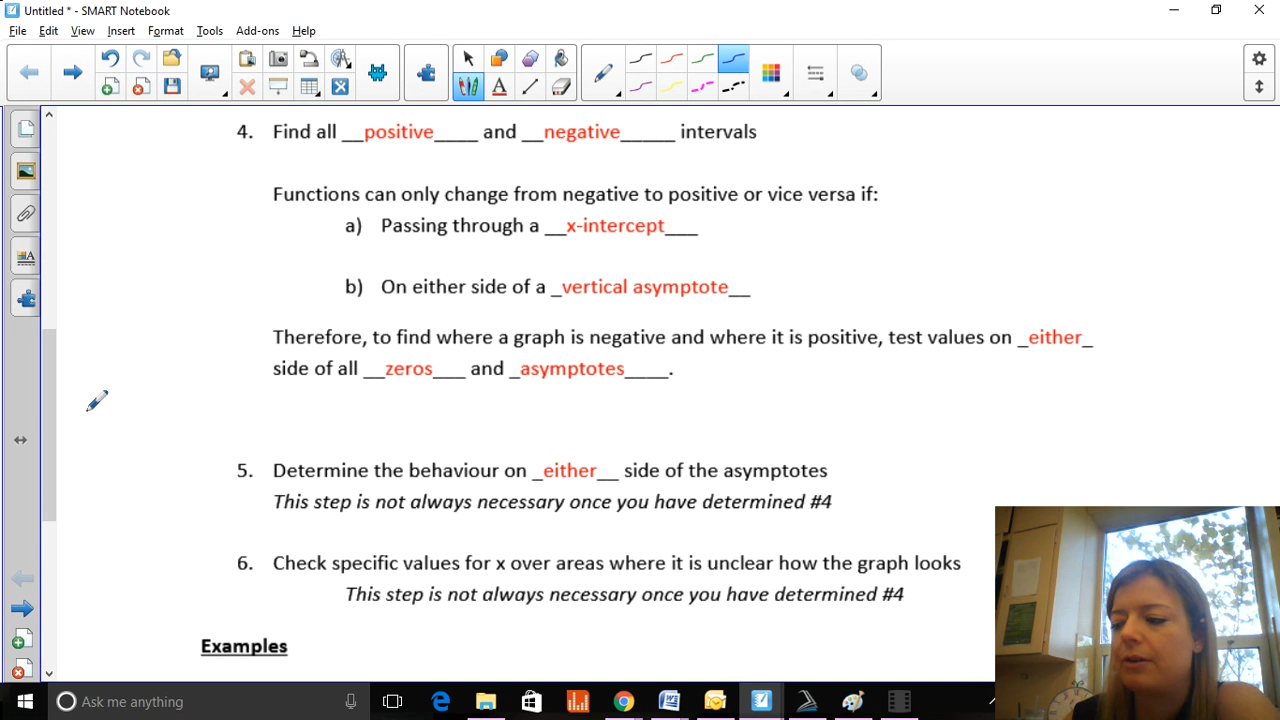 Untitled * - SMART Notebook
File Edit View Insert Format Tools Add-ons Help
4. Find all __positive____ and __negative_____ intervals
Functions can only change from negative to positive or vice versa if:
a) Passing through a __x-intercept___
b) On either side of a _vertical asymptote__
Therefore, to find where a graph is negative and where it is positive, test values on _either_
side of all __zeros___ and _asymptotes____.
5. Determine the behaviour on _either__ side of the asymptotes
This step is not always necessary once you have determined #4
6. Check specific values for x over areas where it is unclear how the graph looks
This step is not always necessary once you have determined #4
Examples
Ask me anything